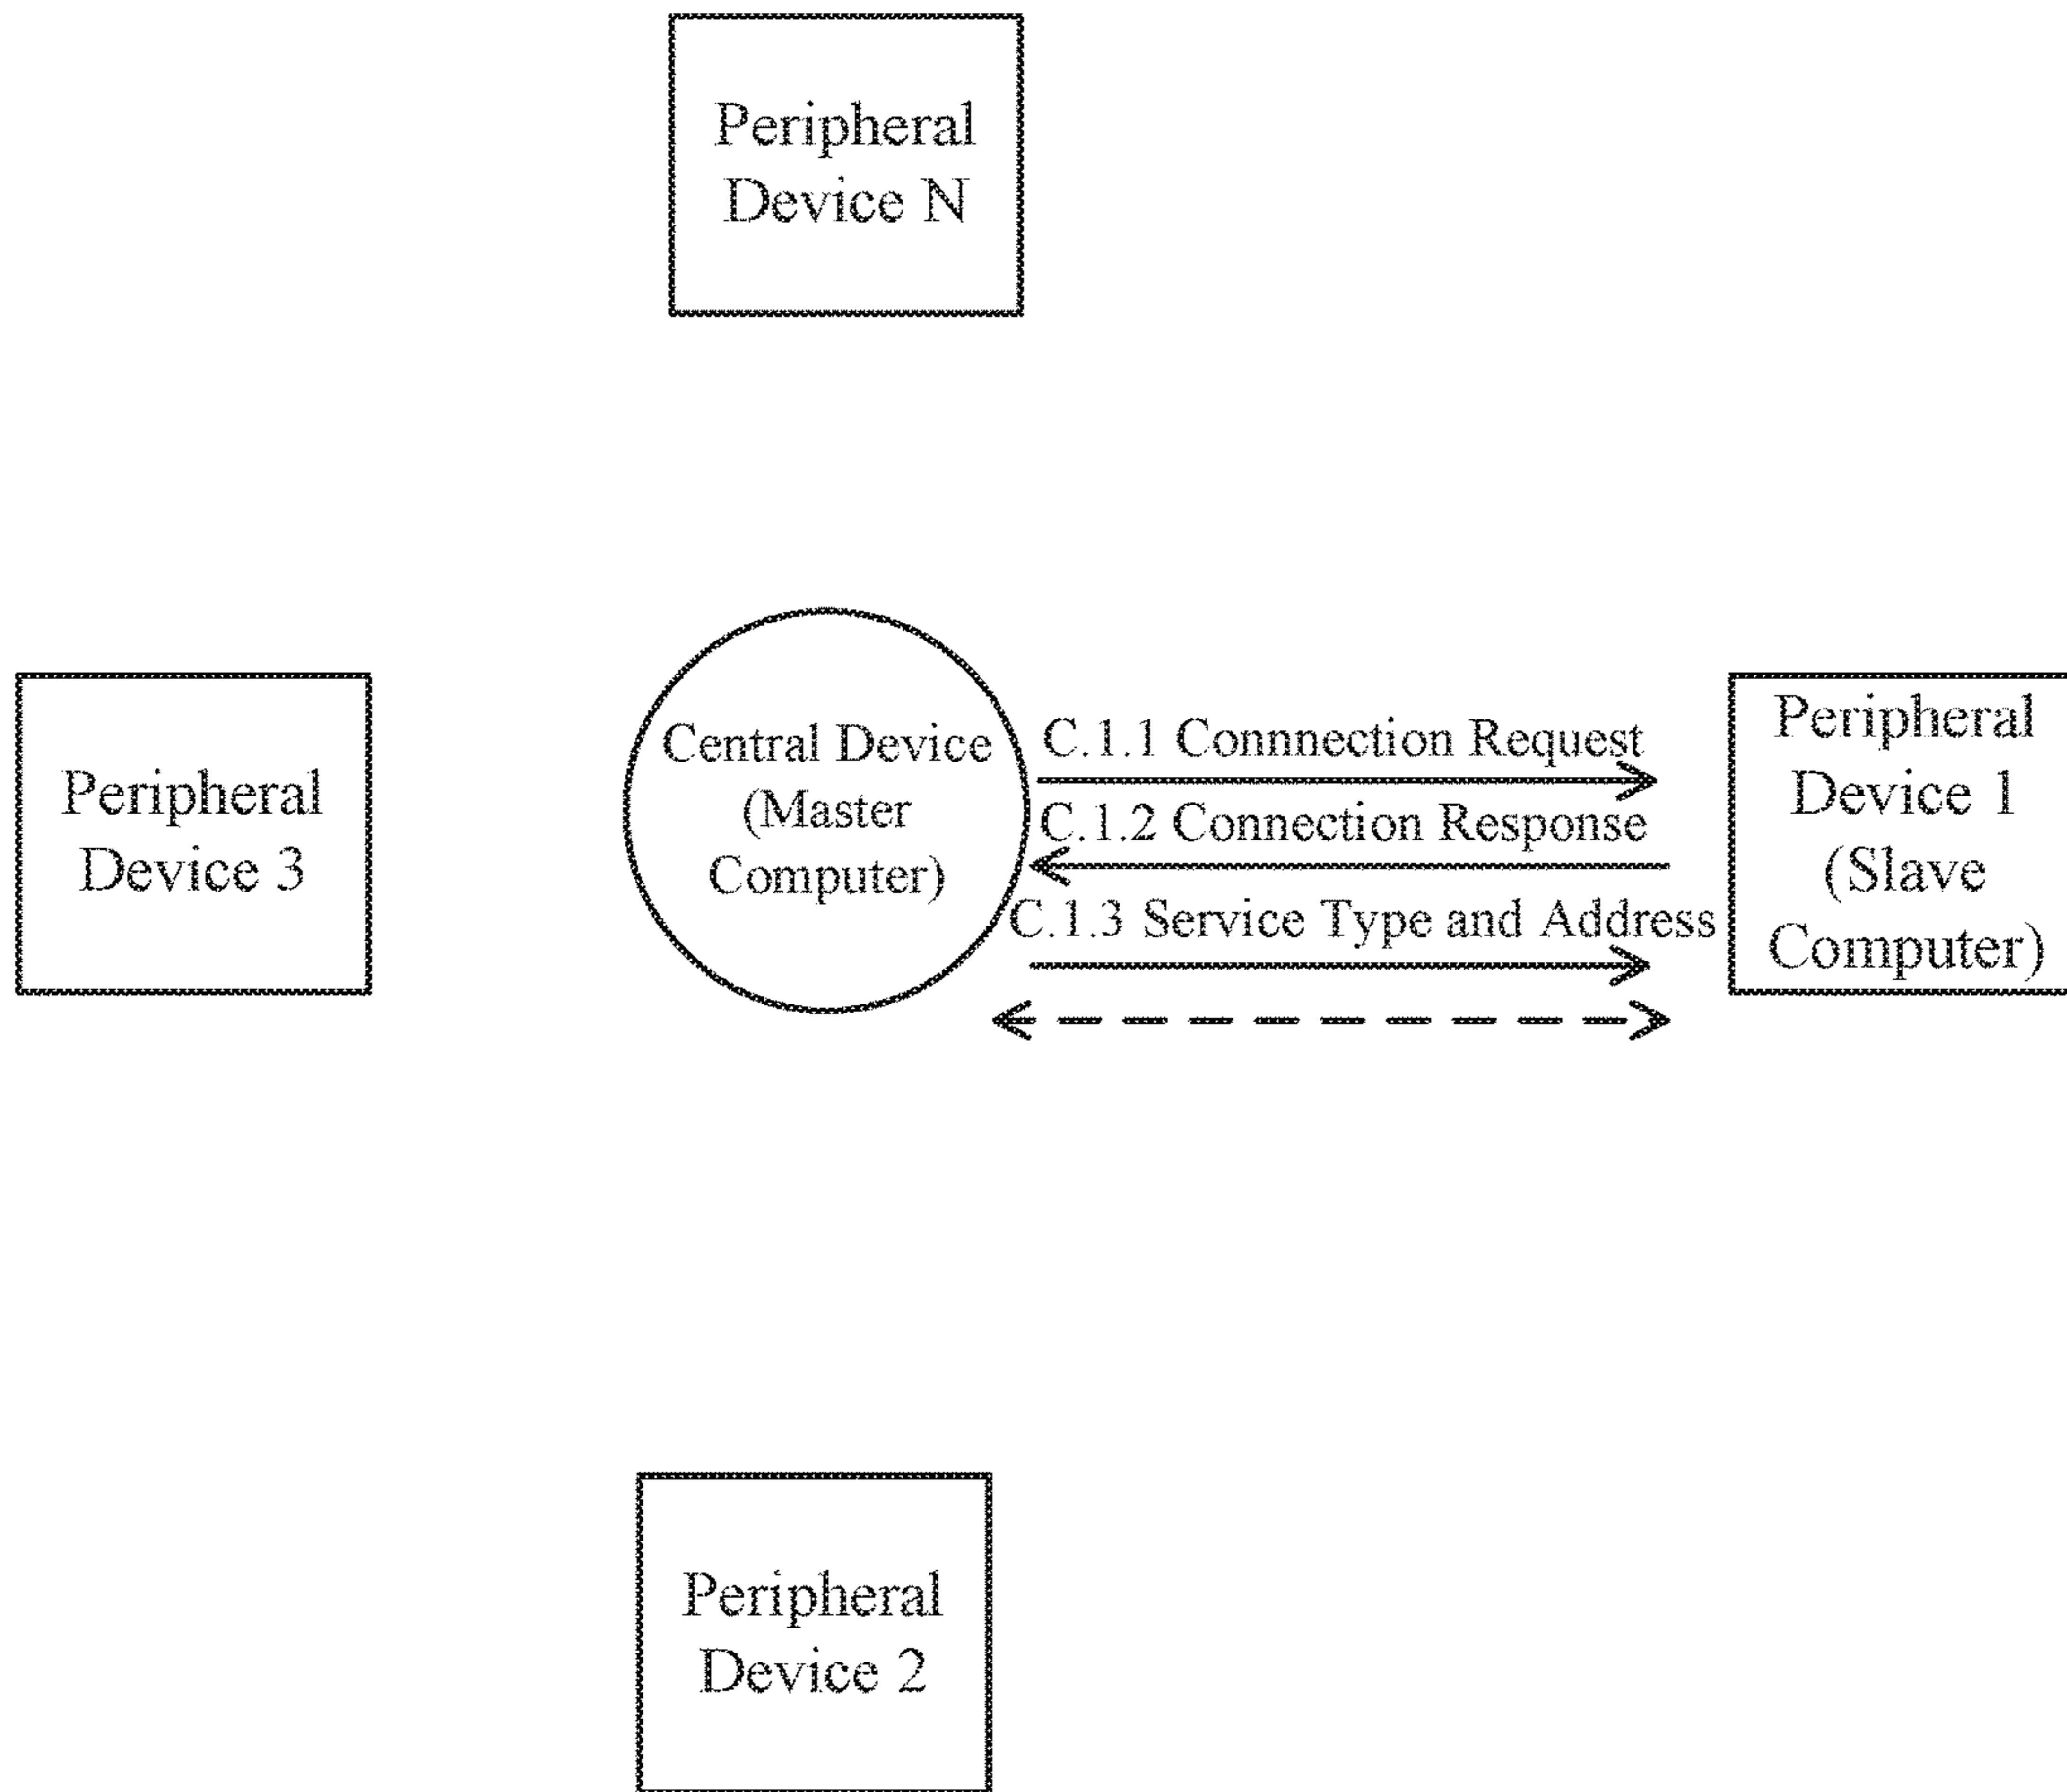 Peripheral
Device N
Peripheral
Device 3
Central Device
(Master
Computer)
C.1.1 Connnection Request
C.1.2 Connection Response
C.1.3 Service Type and Address
Peripheral
Device 1
(Slave
Computer)
Peripheral
Device 2